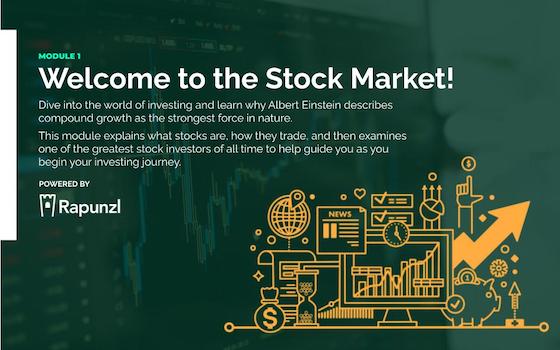 MODULE 1
Welcome to the Stock Market!
Dive into the world of investing and learn why Albert Einstein describes
compound growth as the strongest force in nature.
This module explains what stocks are, how they trade, and then examines
one of the greatest stock investors of all time to help guide you as you
begin your investing journey.
POWERED BY
Rapunzl
NEWS
$
$